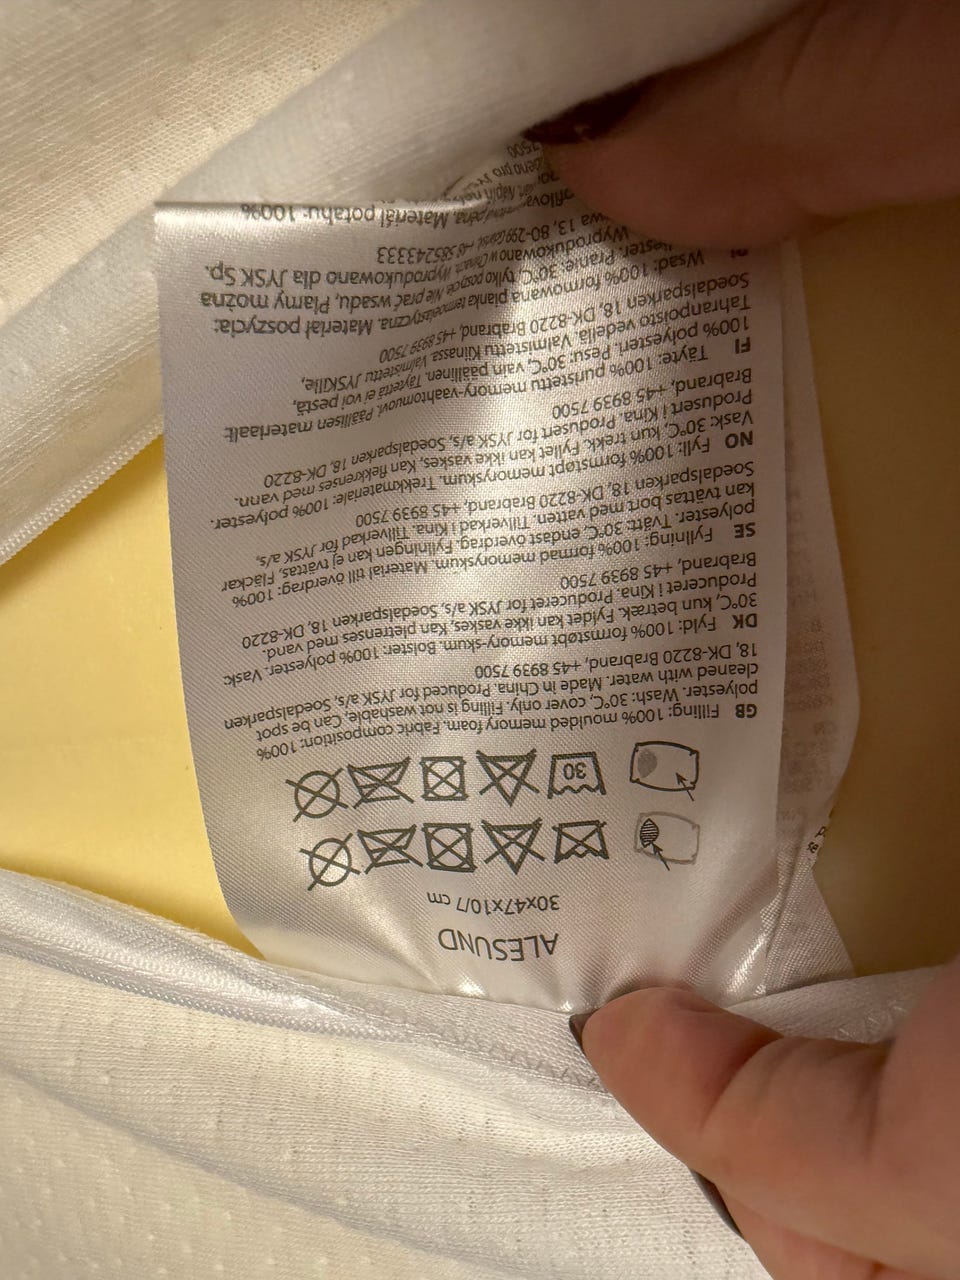 ALESUND
30x47x10/7 cm
30
GB Filling: 100% moulded memory foam. Fabric composition: 100%
polyester. Wash: 30°C, cover only. Filling is not washable, Can be spot
cleaned with water. Made in China. Produced for JYSK a/s, Soedalsparken
18, DK-8220 Brabrand, +45 8939 7500
DK Fyld: 100% formstøbt memory-skum. Bolster: 100% polyester. Vask:
30°C, kun betræk. Fyldet kan ikke vaskes, Kan pletrenses med vand.
Produceret i Kina. Produceret for JYSK a/s, Soedalsparken 18, DK-8220
Brabrand, +45 8939 7500
SE Fyllning: 100% formad memoryskum. Material till överdrag: 100%
polyester. Tvätt: 30°C, endast överdrag. Fyllningen kan ej tvättas, Fläckar
kan tvättas bort med vatten. Tillverkad i Kina. Tillverkad för JYSK a/s,
Soedalsparken 18, DK-8220 Brabrand, +45 8939 7500
NO Fyll: 100% formstøpt memoryskum. Trekkmateriale: 100% polyester.
Vask: 30°C, kun trekk. Fyllet kan ikke vaskes, Kan flekkrenses med vann.
Produsert i Kina. Produsert for JYSK a/s, Soedalsparken 18, DK-8220
Brabrand, +45 8939 7500
FI Täyte: 100% puristettu memory-vaahtomuovi. Päällisen materiaali:
100% polyesteri. Pesu: 30°C, vain päällinen. Täytettä ei voi pestä,
Tahranpoisto vedellä Valmistettu Kiinassa. Valmistettu JYSKille,
Soedalsparken 18, DK-8220 Brabrand, +45 8939 7500
PL Wsad: 100% formowana pianka termoelastyczna. Materiał poszycia:
Pranie: 30°C, tylko poszycie. Nie prać wsadu, Plamy można
Wyprodukowano w Chinach. Wyprodukowano dla JYSK Sp.
13, 80-299 Gdańsk, +48 585243333
pěna. Materiál potahu: 100%
7500